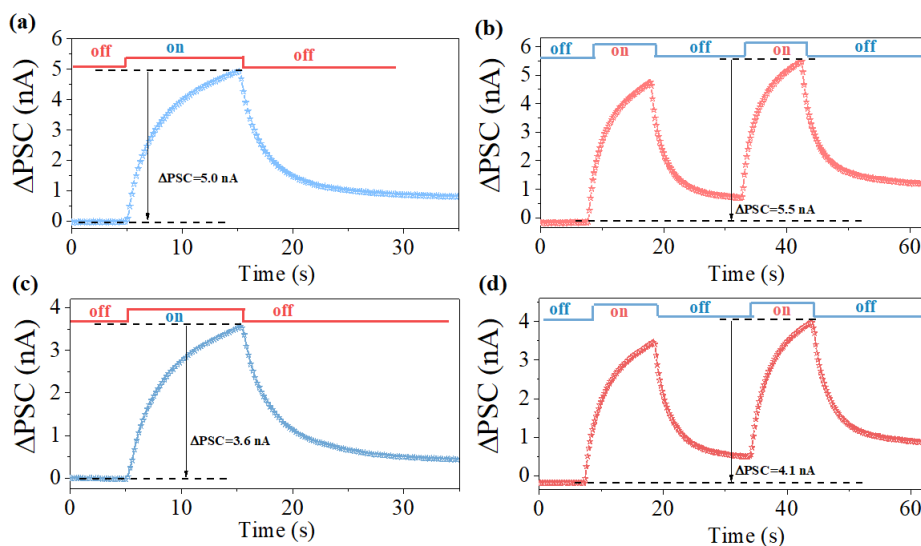 (a)
off
on
off
6
5
4
3
2
1
0
ΔPSC (nA)
ΔPSC=5.0 nA
0
10
20
30
Time (s)
(b)
off
on
off
on
off
6
5
4
3
2
1
0
ΔPSC (nA)
ΔPSC=5.5 nA
0
20
40
60
Time (s)
(c)
off
on
off
4
3
2
1
0
ΔPSC (nA)
ΔPSC=3.6 nA
0
10
20
30
Time (s)
(d)
off
on
off
on
off
4
3
2
1
0
ΔPSC (nA)
ΔPSC=4.1 nA
0
20
40
60
Time (s)